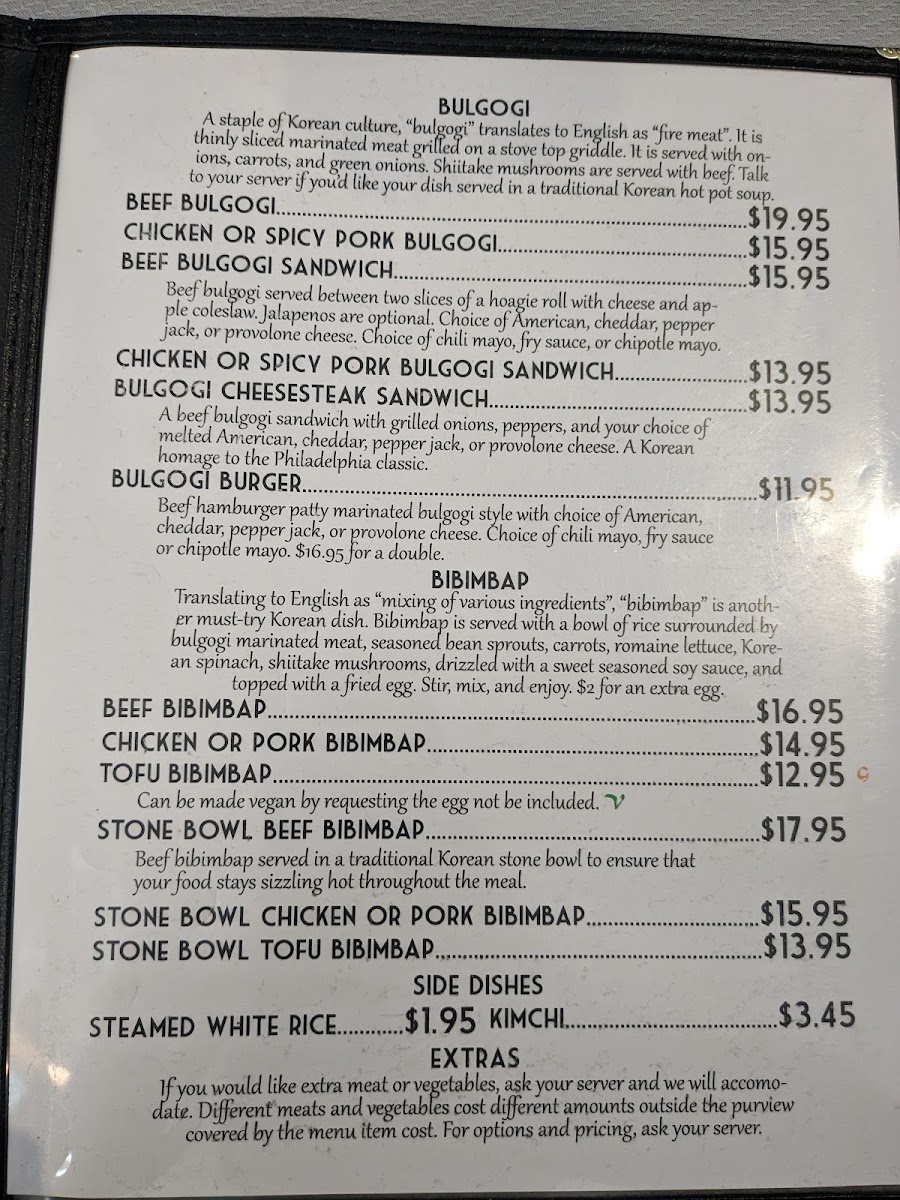 BULGOGI
A staple of Korean culture, “bulgogi” translates to English as “fire meat”. It is
thinly sliced marinated meat grilled on a stove top griddle. It is served with on-
ions, carrots, and green onions. Shiitake mushrooms are served with beef. Talk
to your server if you’d like your dish served in a traditional Korean hot pot soup.
BEEF BULGOGI................$19.95
CHICKEN OR SPICY PORK BULGOGI................$15.95
BEEF BULGOGI SANDWICH................$15.95
Beef bulgogi served between two slices of a hoagie roll with cheese and ap-
ple coleslaw. Jalapenos are optional. Choice of American, cheddar, pepper
jack, or provolone cheese. Choice of chili mayo, fry sauce, or chipotle mayo.
CHICKEN OR SPICY PORK BULGOGI SANDWICH................$13.95
BULGOGI CHEESESTEAK SANDWICH................$13.95
A beef bulgogi sandwich with grilled onions, peppers, and your choice of
melted American, cheddar, pepper jack, or provolone cheese. A Korean
homage to the Philadelphia classic.
BULGOGI BURGER................$11.95
Beef hamburger patty marinated bulgogi style with choice of American,
cheddar, pepper jack, or provolone cheese. Choice of chili mayo, fry sauce
or chipotle mayo. $16.95 for a double.
BIBIMBAP
Translating to English as “mixing of various ingredients”, “bibimbap” is anoth-
er must-try Korean dish. Bibimbap is served with a bowl of rice surrounded by
bulgogi marinated meat, seasoned bean sprouts, carrots, romaine lettuce, Kore-
an spinach, shiitake mushrooms, drizzled with a sweet seasoned soy sauce, and
topped with a fried egg. Stir, mix, and enjoy. $2 for an extra egg.
BEEF BIBIMBAP................$16.95
CHICKEN OR PORK BIBIMBAP................$14.95
TOFU BIBIMBAP................$12.95 G
Can be made vegan by requesting the egg not be included. V
STONE BOWL BEEF BIBIMBAP................$17.95
Beef bibimbap served in a traditional Korean stone bowl to ensure that
your food stays sizzling hot throughout the meal.
STONE BOWL CHICKEN OR PORK BIBIMBAP................$15.95
STONE BOWL TOFU BIBIMBAP................$13.95
SIDE DISHES
STEAMED WHITE RICE...........$1.95 KIMCHI................$3.45
EXTRAS
If you would like extra meat or vegetables, ask your server and we will accomo-
date. Different meats and vegetables cost different amounts outside the purview
covered by the menu item cost. For options and pricing, ask your server.